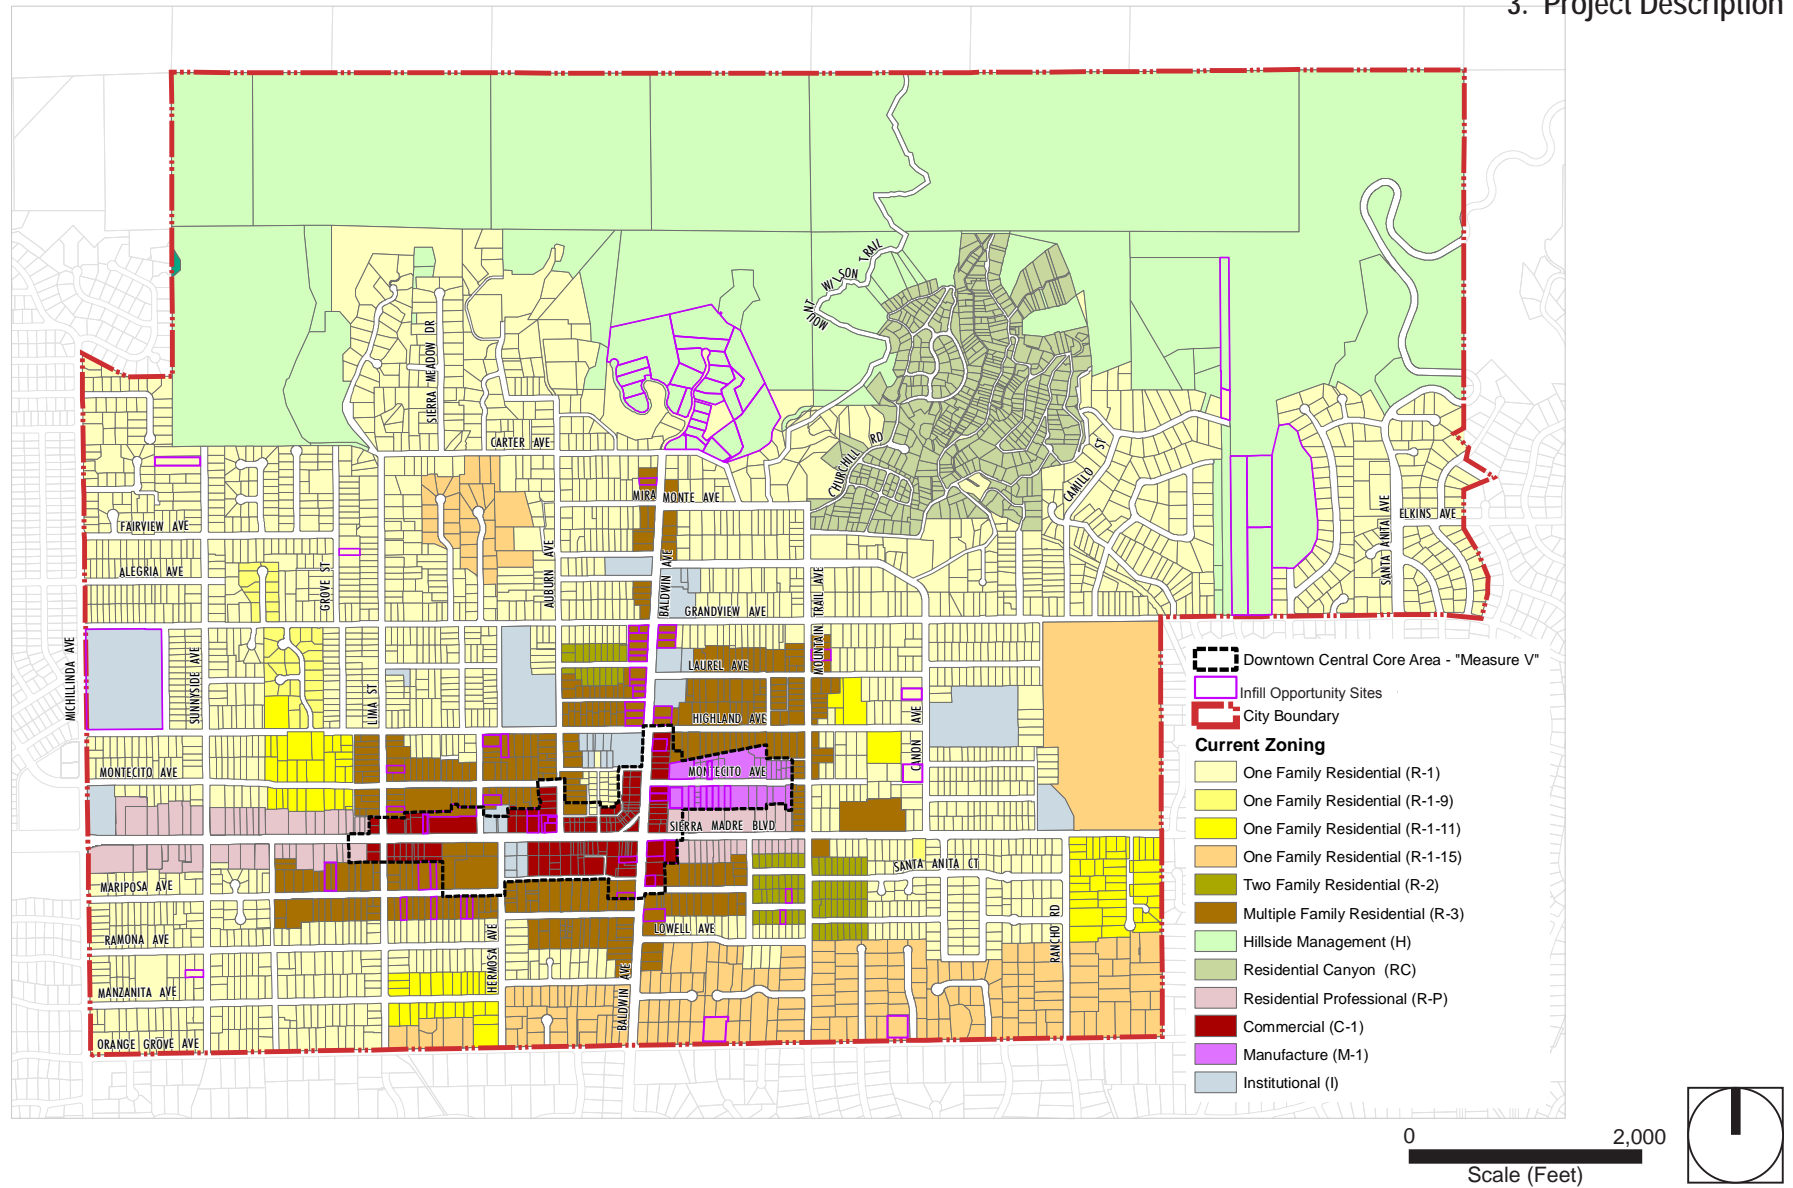 3. Project Description
MOUNT WILSON TRAIL
SIERRA MEADOW DR
CARTER AVE
CHURCHILL RD
CAMILLO ST
MIRA MONTE AVE
FAIRVIEW AVE
ELKINS AVE
SANTA ANITA AVE
ALEGRIA AVE
GROVE ST
AUBURN AVE
BALDWIN AVE
MOUNTAIN TRAIL AVE
GRANDVIEW AVE
MICHILLINDA AVE
SUNNYSIDE AVE
LIMA ST
LAUREL AVE
HIGHLAND AVE
CANON AVE
MONTECITO AVE
MONTECITO AVE
SIERRA MADRE BLVD
SANTA ANITA CT
MARIPOSA AVE
RAMONA AVE
LOWELL AVE
HERMOSA AVE
RANCHO RD
MANZANITA AVE
BALDWIN AVE
ORANGE GROVE AVE
Downtown Central Core Area - "Measure V"
Infill Opportunity Sites
City Boundary
Current Zoning
One Family Residential (R-1)
One Family Residential (R-1-9)
One Family Residential (R-1-11)
One Family Residential (R-1-15)
Two Family Residential (R-2)
Multiple Family Residential (R-3)
Hillside Management (H)
Residential Canyon (RC)
Residential Professional (R-P)
Commercial (C-1)
Manufacture (M-1)
Institutional (I)
0 2,000
Scale (Feet)